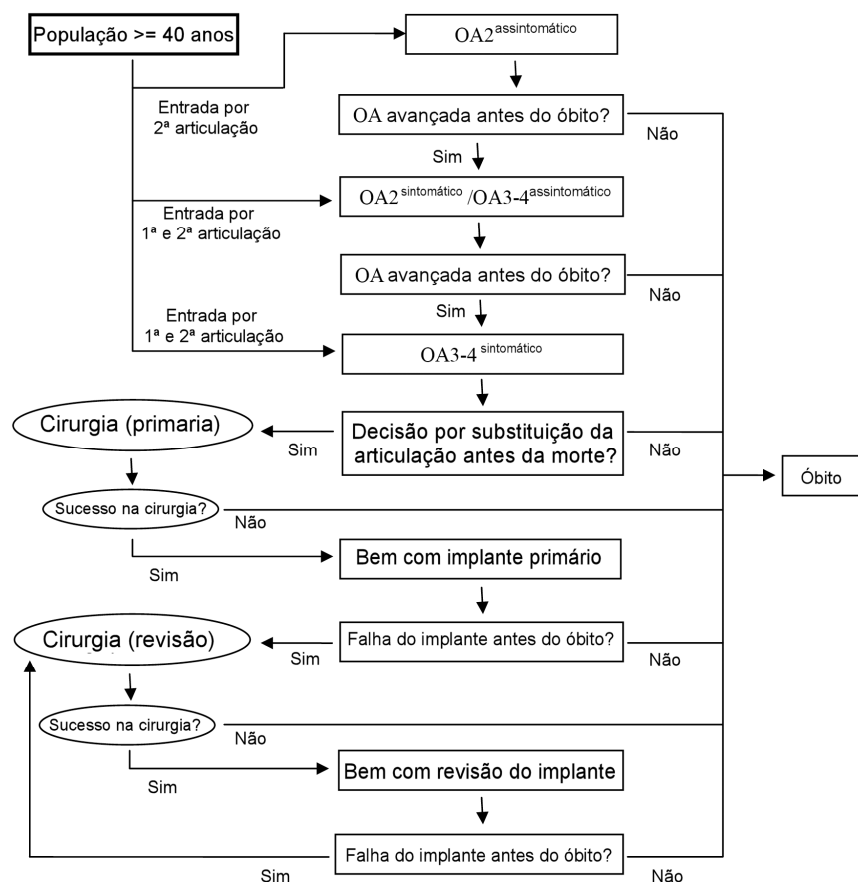 População >= 40 anos
OA2assintomático
Entrada por
2ª articulação
OA avançada antes do óbito?
Não
Sim
OA2sintomático /OA3-4assintomático
Entrada por
1ª e 2ª articulação
OA avançada antes do óbito?
Não
Sim
Entrada por
1ª e 2ª articulação
OA3-4 sintomático
Cirurgia (primaria)
Sim
Decisão por substituição da
articulação antes da morte?
Não
Óbito
Sucesso na cirurgia?
Não
Sim
Bem com implante primário
Cirurgia (revisão)
Sim
Falha do implante antes do óbito?
Não
Sucesso na cirurgia?
Não
Sim
Bem com revisão do implante
Falha do implante antes do óbito?
Sim
Não